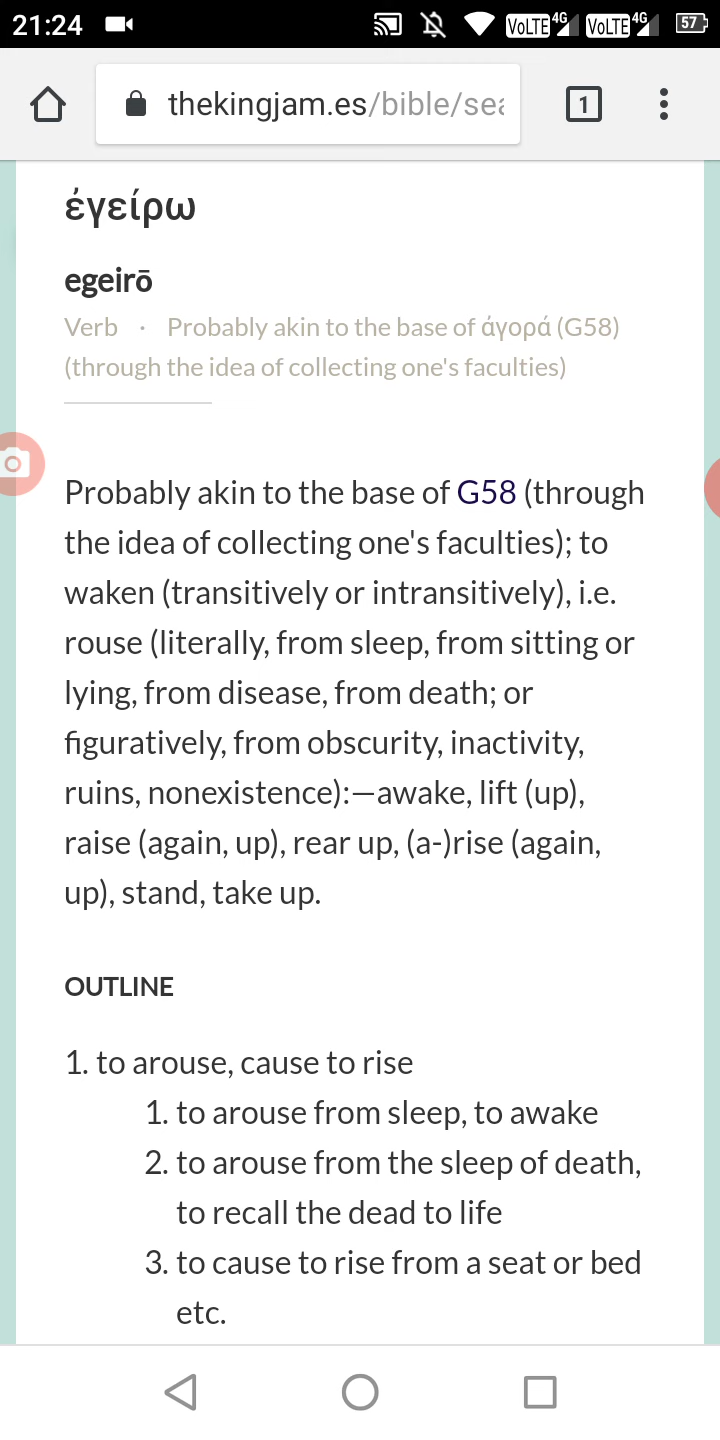 21:24 VoLTE 4G VoLTE 4G 57
thekingjam.es/bible/sea 1
ἐγείρω
egeirō
Verb · Probably akin to the base of ἀγορά (G58)
(through the idea of collecting one's faculties)
Probably akin to the base of G58 (through
the idea of collecting one's faculties); to
waken (transitively or intransitively), i.e.
rouse (literally, from sleep, from sitting or
lying, from disease, from death; or
figuratively, from obscurity, inactivity,
ruins, nonexistence):—awake, lift (up),
raise (again, up), rear up, (a-)rise (again,
up), stand, take up.
OUTLINE
1. to arouse, cause to rise
1. to arouse from sleep, to awake
2. to arouse from the sleep of death,
to recall the dead to life
3. to cause to rise from a seat or bed
etc.